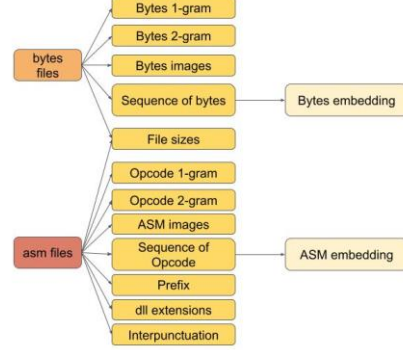 Bytes 1-gram
Bytes 2-gram
bytes
files
Bytes images
Sequence of bytes
Bytes embedding
File sizes
Opcode 1-gram
Opcode 2-gram
ASM images
asm files
Sequence of
Opcode
ASM embedding
Prefix
dll extensions
Interpunctuation